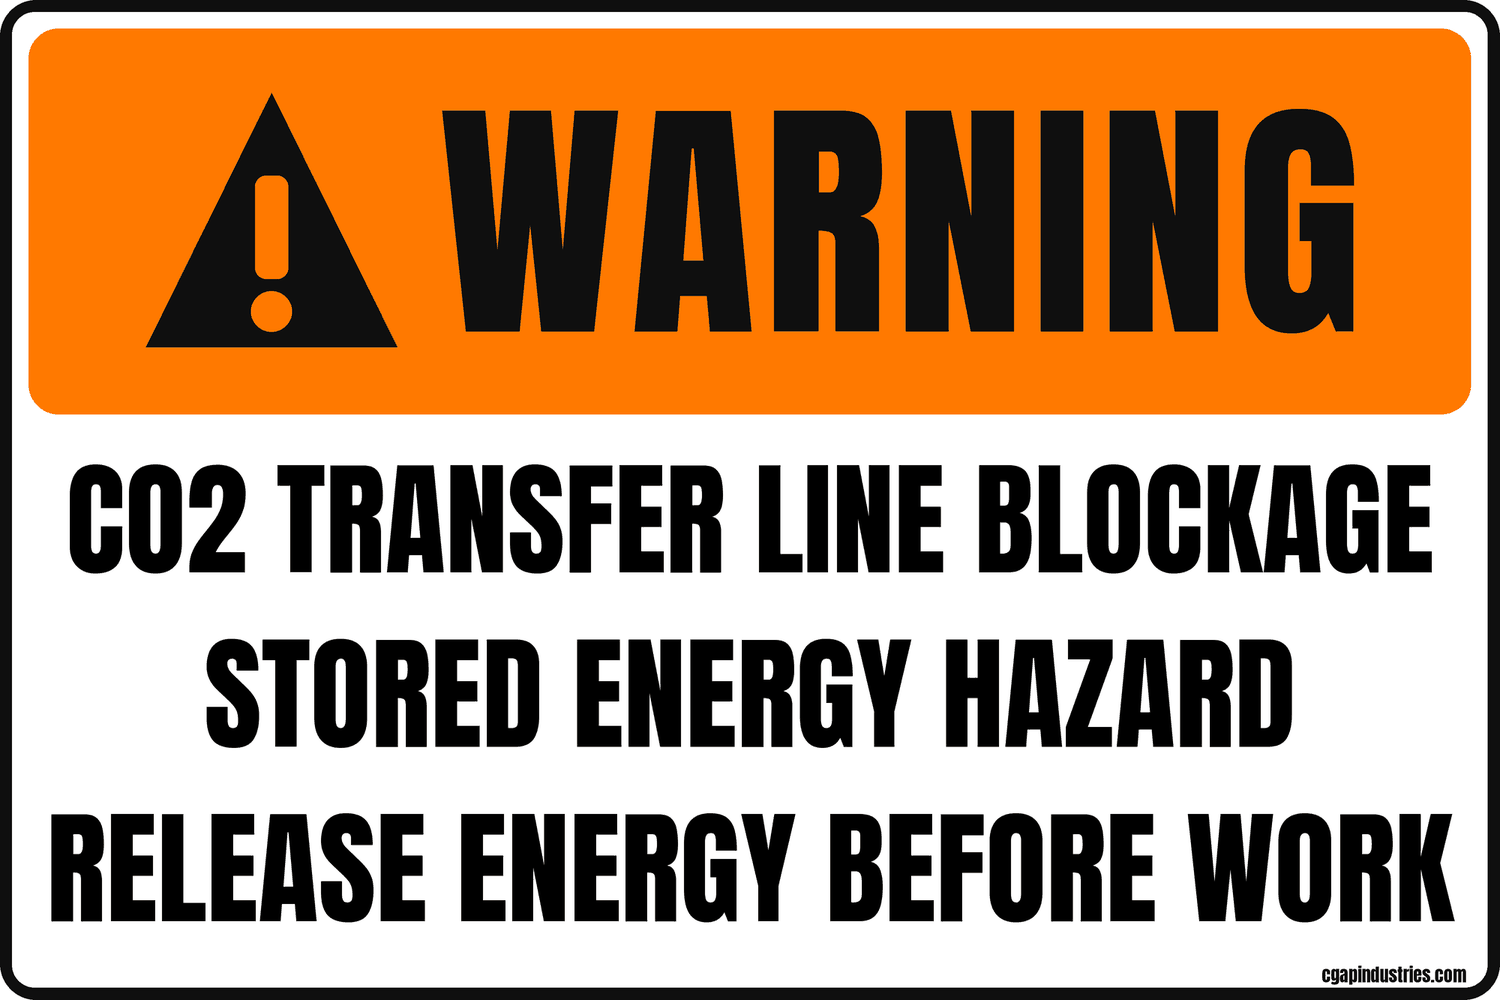 WARNING
CO2 TRANSFER LINE BLOCKAGE
STORED ENERGY HAZARD
RELEASE ENERGY BEFORE WORK
cgapindustries.com